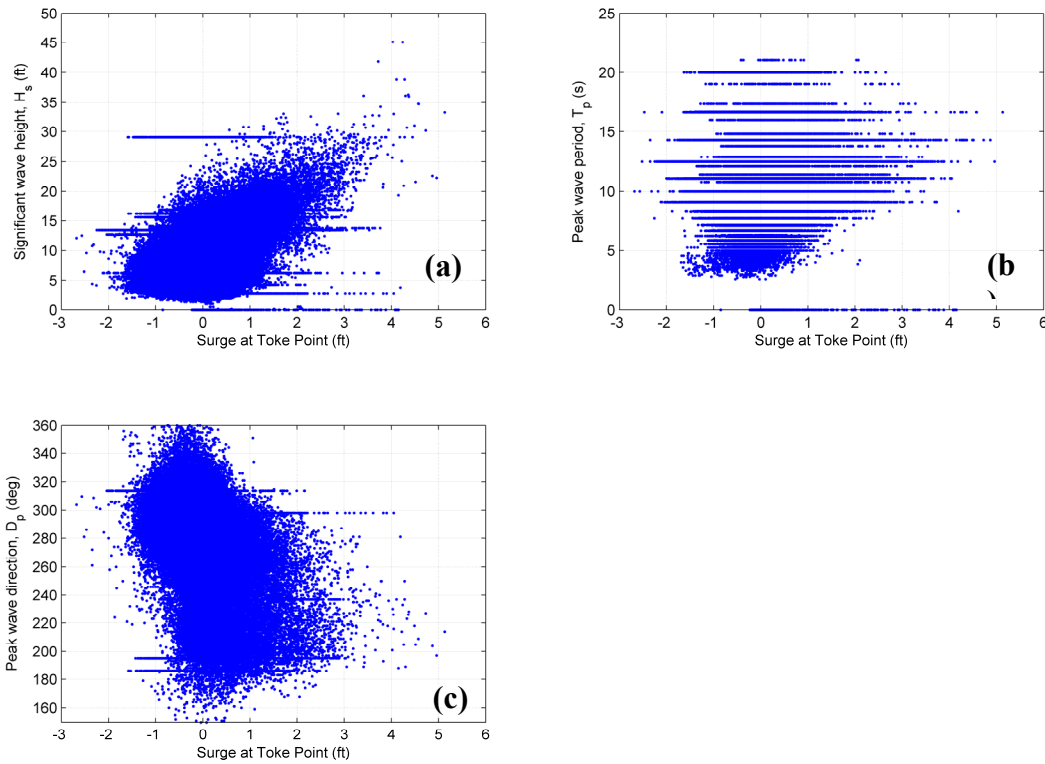 50
45
40
35
30
25
20
15
10
5
0
Significant wave height, H_s (ft)
-3 -2 -1 0 1 2 3 4 5 6
Surge at Toke Point (ft)
(a)
25
20
15
10
5
0
Peak wave period, T_p (s)
-3 -2 -1 0 1 2 3 4 5 6
Surge at Toke Point (ft)
(b
)
360
340
320
300
280
260
240
220
200
180
160
Peak wave direction, D_p (deg)
-3 -2 -1 0 1 2 3 4 5 6
Surge at Toke Point (ft)
(c)